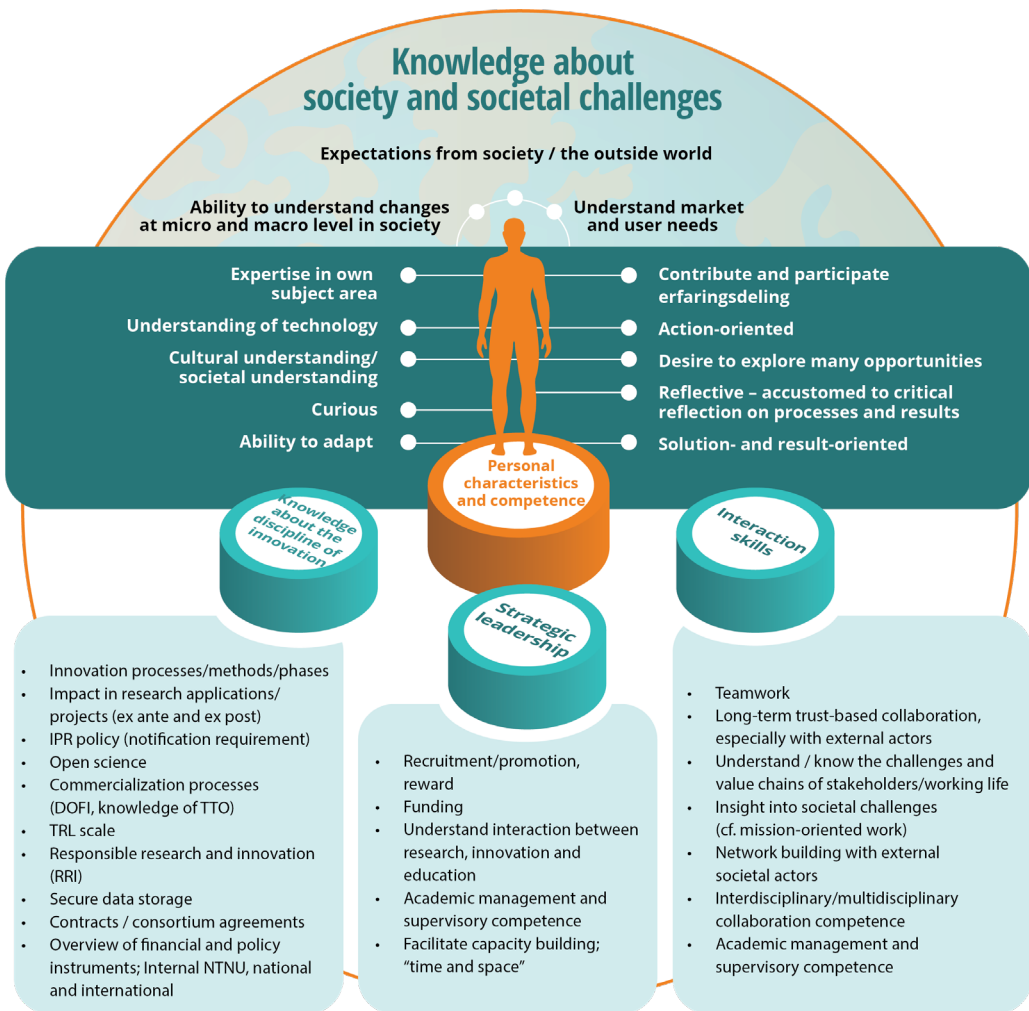 Knowledge about
society and societal challenges
Expectations from society / the outside world
Ability to understand changes
at micro and macro level in society
Understand market
and user needs
Expertise in own
subject area
Understanding of technology
Cultural understanding/
societal understanding
Curious
Ability to adapt
Contribute and participate
erfaringsdeling
Action-oriented
Desire to explore many opportunities
Reflective – accustomed to critical
reflection on processes and results
Solution- and result-oriented
Personal
characteristics
and competence
Knowledge
about the
discipline of
innovation
• Innovation processes/methods/phases
• Impact in research applications/
projects (ex ante and ex post)
• IPR policy (notification requirement)
• Open science
• Commercialization processes
(DOFI, knowledge of TTO)
• TRL scale
• Responsible research and innovation
(RRI)
• Secure data storage
• Contracts / consortium agreements
• Overview of financial and policy
instruments; Internal NTNU, national
and international
Strategic
leadership
• Recruitment/promotion,
reward
• Funding
• Understand interaction between
research, innovation and
education
• Academic management and
supervisory competence
• Facilitate capacity building;
“time and space”
Interaction
skills
• Teamwork
• Long-term trust-based collaboration,
especially with external actors
• Understand / know the challenges and
value chains of stakeholders/working life
• Insight into societal challenges
(cf. mission-oriented work)
• Network building with external
societal actors
• Interdisciplinary/multidisciplinary
collaboration competence
• Academic management and
supervisory competence